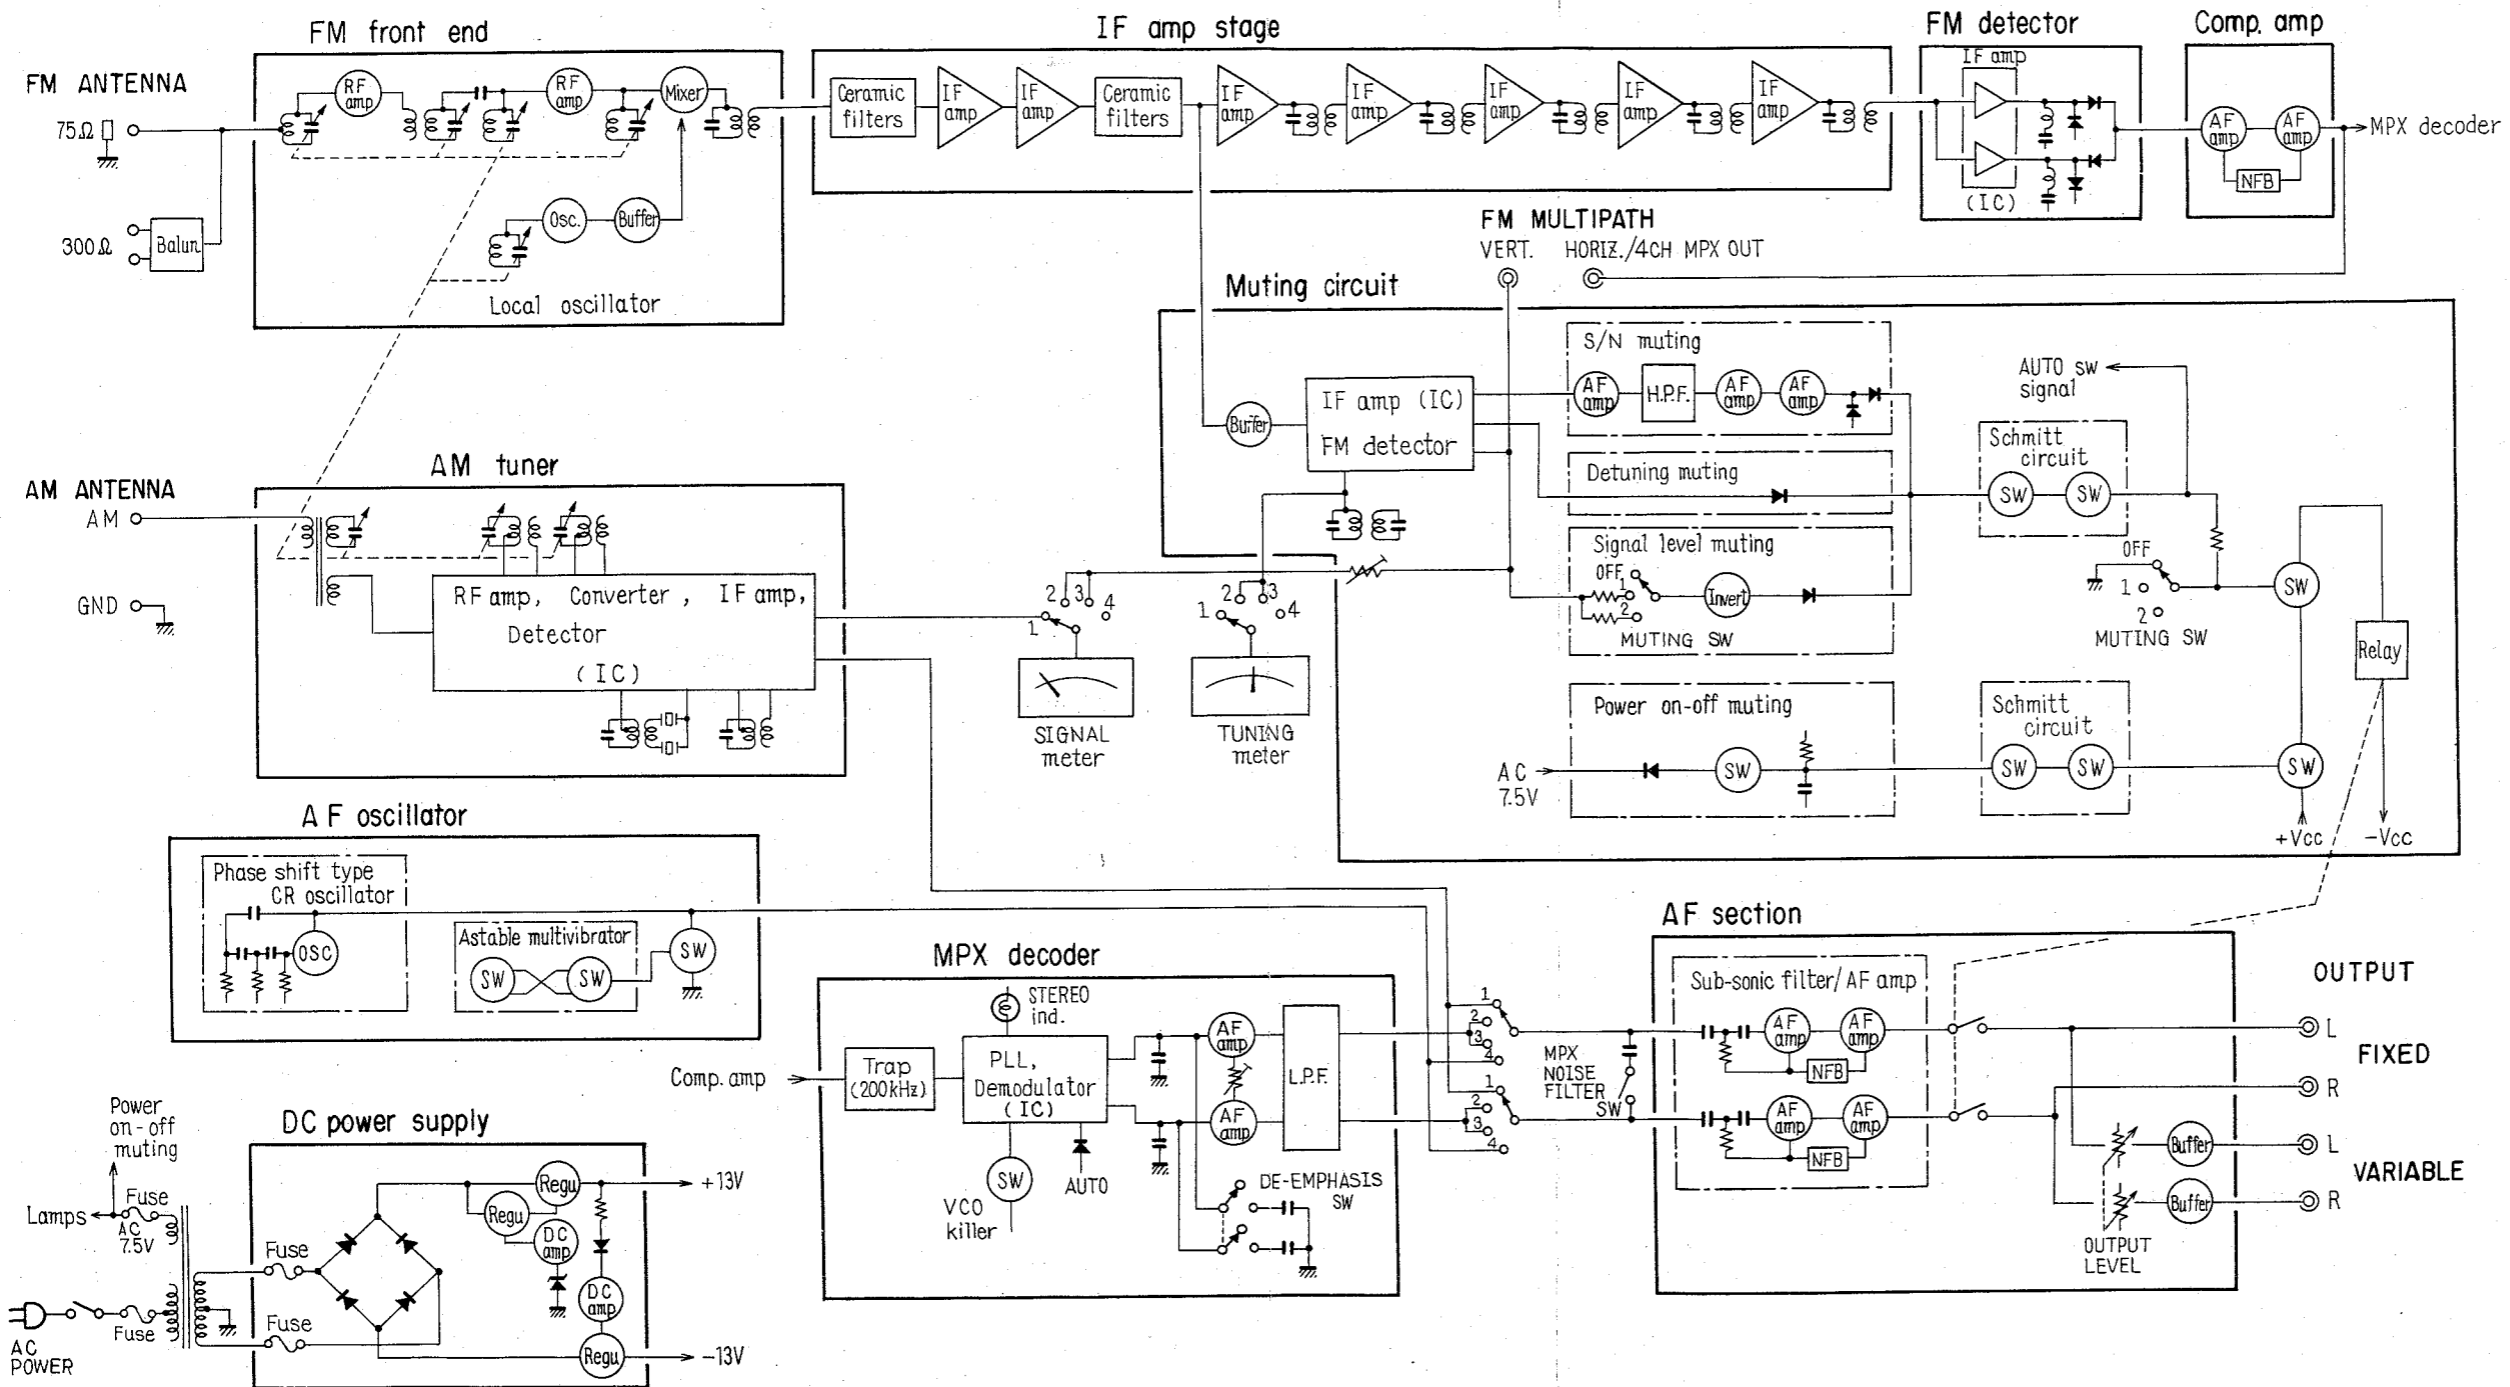 FM front end
IF amp stage
FM detector
Comp. amp
FM ANTENNA
75Ω
300Ω
Balun
RF amp
RF amp
Mixer
Osc.
Buffer
Local oscillator
Ceramic filters
IF amp
IF amp
Ceramic filters
IF amp
IF amp
IF amp
IF amp
IF amp
IF amp
(IC)
AF amp
AF amp
NFB
MPX decoder
FM MULTIPATH
VERT.
HORIZ./4CH MPX OUT
Muting circuit
Buffer
IF amp (IC)
FM detector
S/N muting
AF amp
H.P.F.
AF amp
AF amp
Detuning muting
Signal level muting
OFF
1
2
Invert
MUTING SW
AUTO SW signal
Schmitt circuit
SW
SW
OFF
1
2
MUTING SW
SW
Relay
Power on-off muting
AC 7.5V
SW
Schmitt circuit
SW
SW
SW
+Vcc
-Vcc
AM tuner
AM ANTENNA
AM
GND
RF amp, Converter, IF amp,
Detector
(IC)
1
2
3
4
SIGNAL meter
1
2
3
4
TUNING meter
AF oscillator
Phase shift type
CR oscillator
OSC
Astable multivibrator
SW
SW
SW
MPX decoder
Comp. amp
Trap (200kHz)
STEREO ind.
PLL,
Demodulator
(IC)
SW
VCO killer
AUTO
AF amp
AF amp
L.P.F.
DE-EMPHASIS SW
1
2
3
4
1
2
3
4
MPX NOISE FILTER SW
AF section
Sub-sonic filter/AF amp
AF amp
AF amp
NFB
AF amp
AF amp
NFB
Buffer
Buffer
OUTPUT LEVEL
OUTPUT
L
FIXED
R
L
VARIABLE
R
DC power supply
Power on-off muting
Lamps
Fuse
AC 7.5V
Fuse
Fuse
Fuse
AC POWER
Regu
Regu
DC amp
DC amp
Regu
+13V
-13V